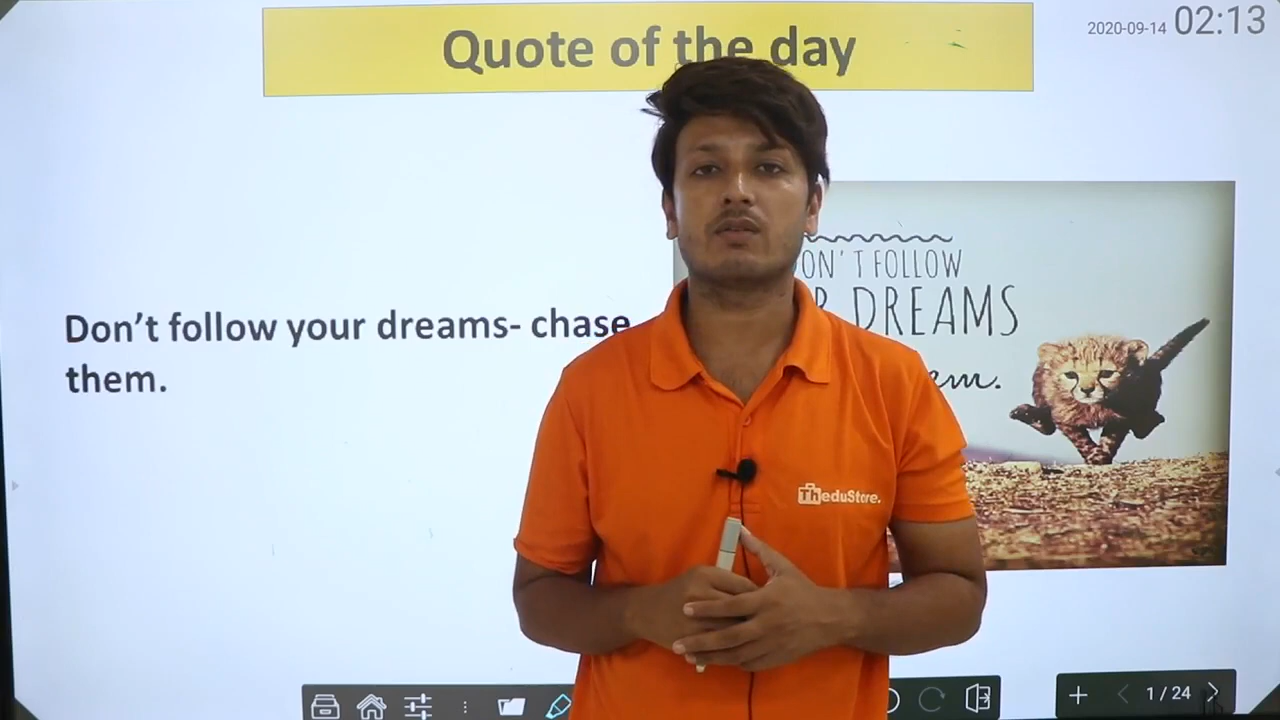 Quote of the day
2020-09-14 02:13
Don't follow your dreams- chase
them.
ON'T FOLLOW
R DREAMS
em.
TheduStore.
1 / 24